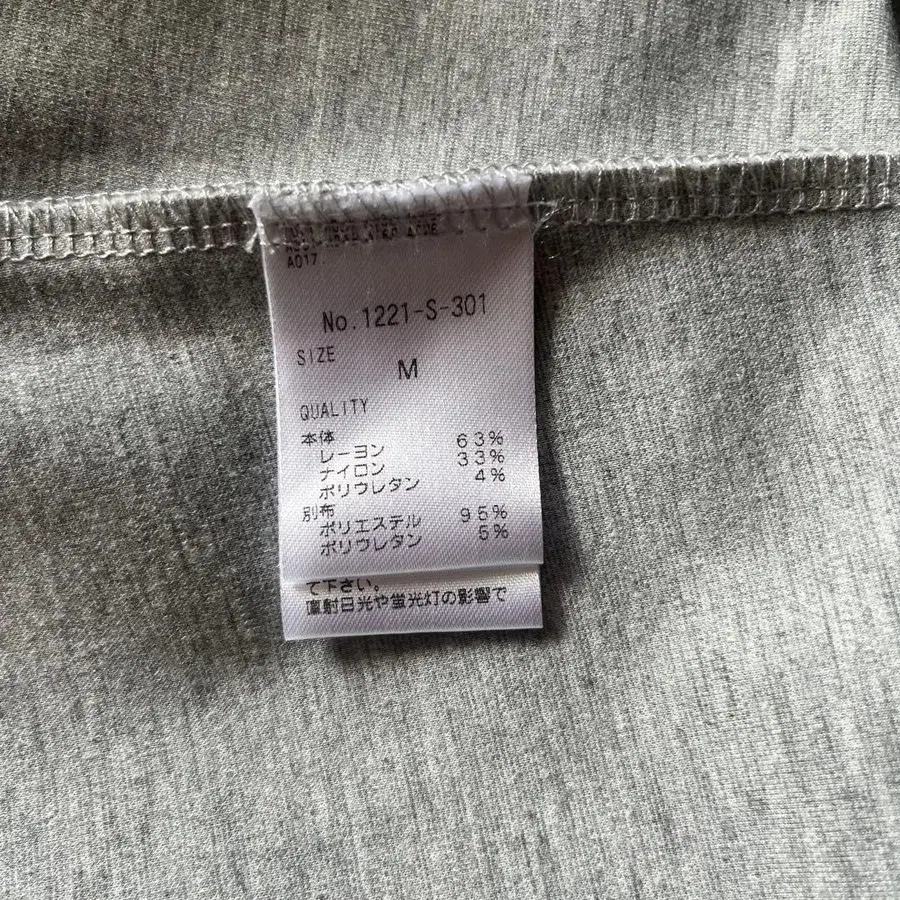 A017
No.1221-S-301
SIZE
M
QUALITY
本体
レーヨン 63%
ナイロン 33%
ポリウレタン 4%
別布
ポリエステル 95%
ポリウレタン 5%
て下さい。
直射日光や蛍光灯の影響で